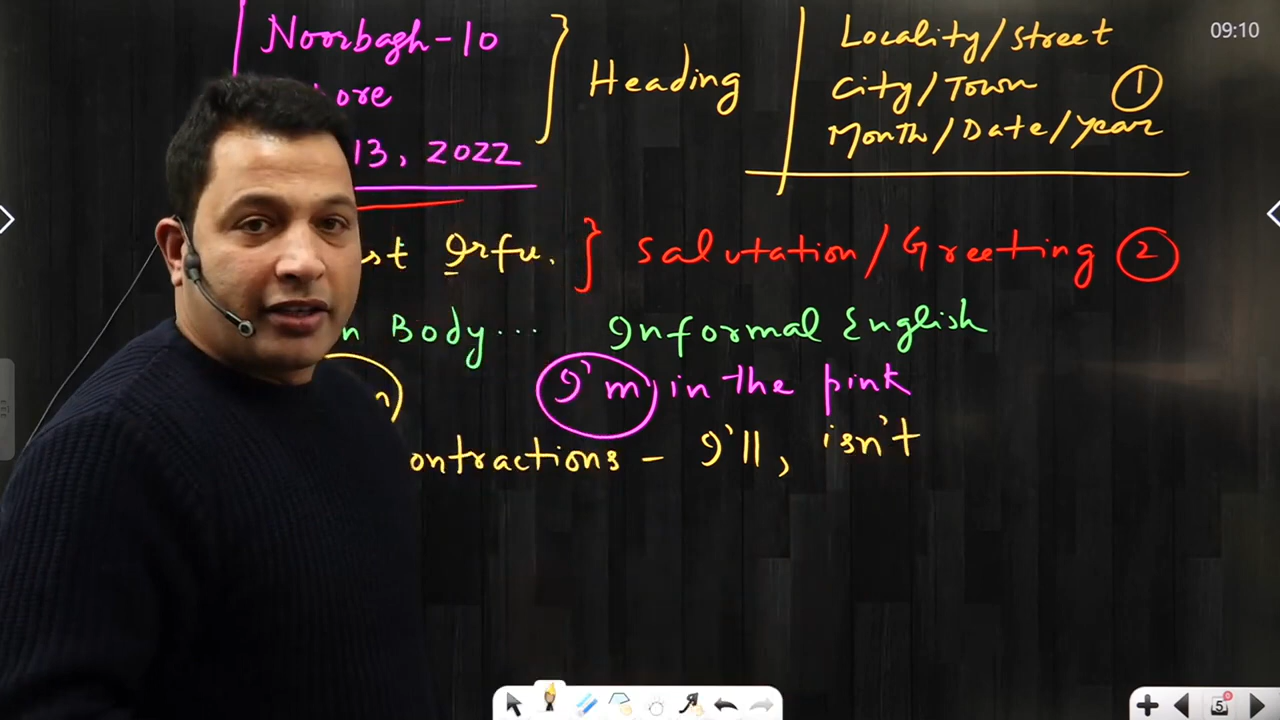 Noorbagh-10
ore
13, 2022
Heading
Locality/Street
City/Town
Month/Date/Year
1
st Irfu.
Salutation/Greeting 2
n Body... Informal English
n I'm in the pink
ontractions - I'll, isn't
09:10
5